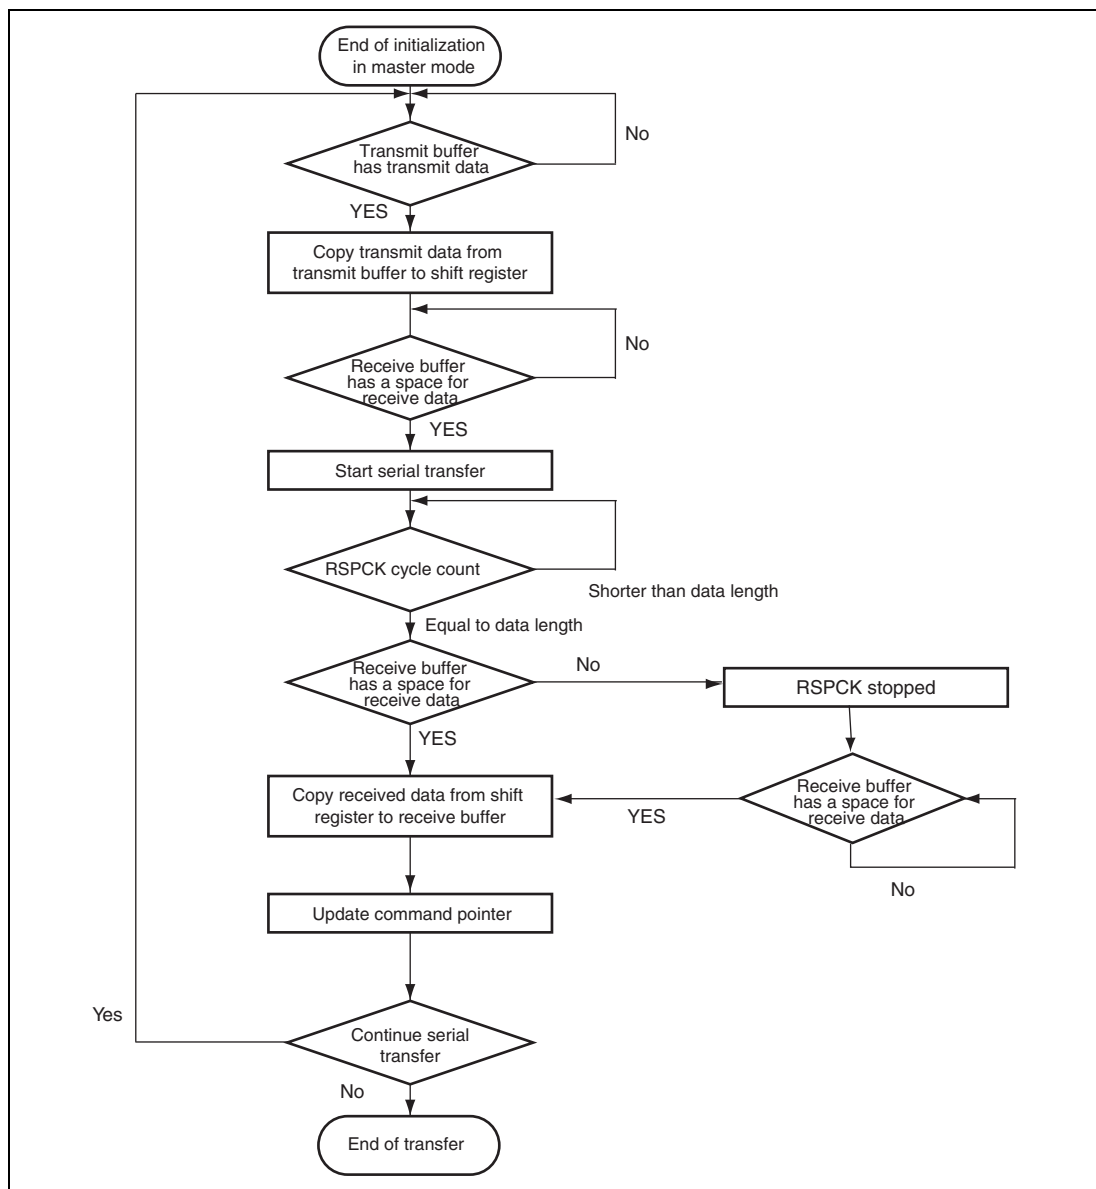 End of initialization
in master mode
No
Transmit buffer
has transmit data
YES
Copy transmit data from
transmit buffer to shift register
No
Receive buffer
has a space for
receive data
YES
Start serial transfer
RSPCK cycle count
Shorter than data length
Equal to data length
Receive buffer
has a space for
receive data
No
RSPCK stopped
YES
Copy received data from shift
register to receive buffer
YES
Receive buffer
has a space for
receive data
No
Update command pointer
Yes
Continue serial
transfer
No
End of transfer